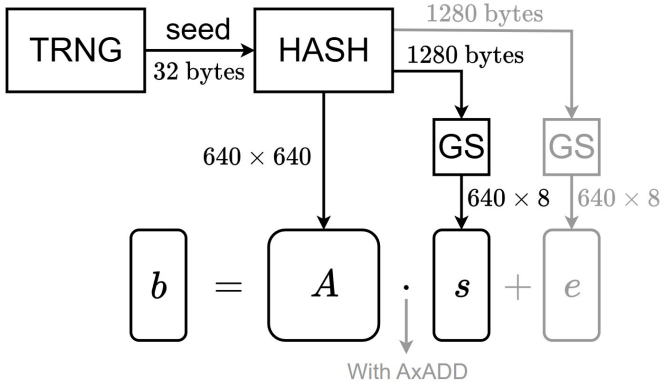 1280 bytes
TRNG
seed
32 bytes
HASH
1280 bytes
640 × 640
GS
GS
640 × 8
640 × 8
b = A · s + e
With AxADD